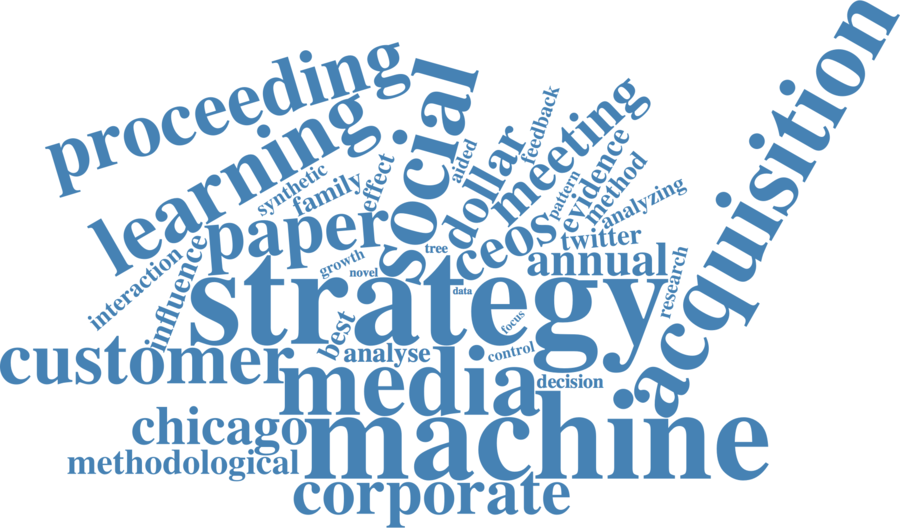 proceeding
learning
social
acquisition
feedback
meeting
dollar
aided
synthetic
family
effect
pattern
evidence
method
analyzing
paper
ceos
twitter
tree
annual
interaction
influence
growth
novel
strategy
data
research
focus
best
customer
analyse
control
media
decision
chicago
machine
methodological
corporate